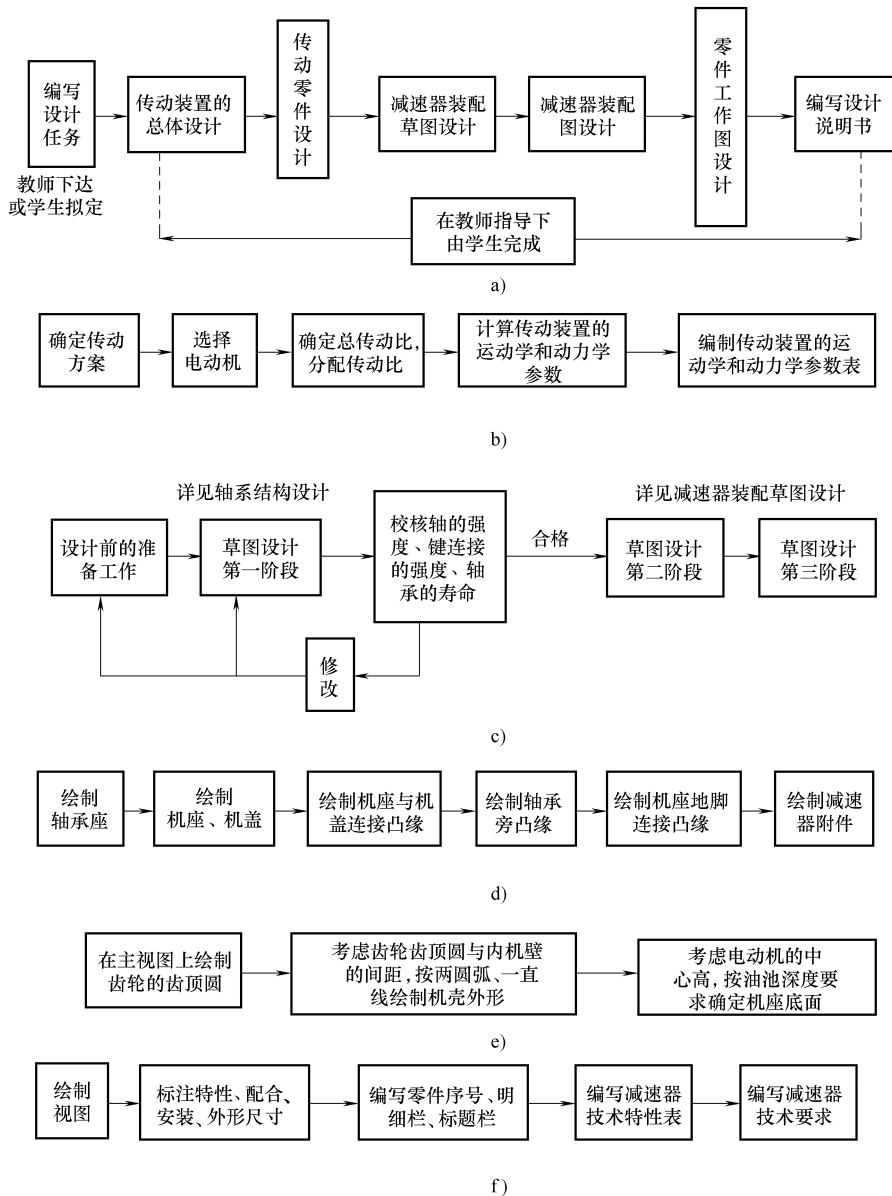 编写
设计
任务
教师下达
或学生拟定
传动装置的
总体设计
传
动
零
件
设
计
减速器装配
草图设计
减速器装配
图设计
零
件
工
作
图
设
计
编写设计
说明书
在教师指导下
由学生完成
a)
确定传动
方案
选择
电动机
确定总传动比,
分配传动比
计算传动装置的
运动学和动力学
参数
编制传动装置的运
动学和动力学参数表
b)
详见轴系结构设计
设计前的准
备工作
草图设计
第一阶段
校核轴的强
度、键连接
的强度、轴
承的寿命
合格
详见减速器装配草图设计
草图设计
第二阶段
草图设计
第三阶段
修
改
c)
绘制
轴承座
绘制
机座、机盖
绘制机座与机
盖连接凸缘
绘制轴承
旁凸缘
绘制机座地脚
连接凸缘
绘制减速
器附件
d)
在主视图上绘制
齿轮的齿顶圆
考虑齿轮齿顶圆与内机壁
的间距,按两圆弧、一直
线绘制机壳外形
考虑电动机的中
心高,按油池深度要
求确定机座底面
e)
绘制
视图
标注特性、配合、
安装、外形尺寸
编写零件序号、明
细栏、标题栏
编写减速器
技术特性表
编写减速器
技术要求
f)